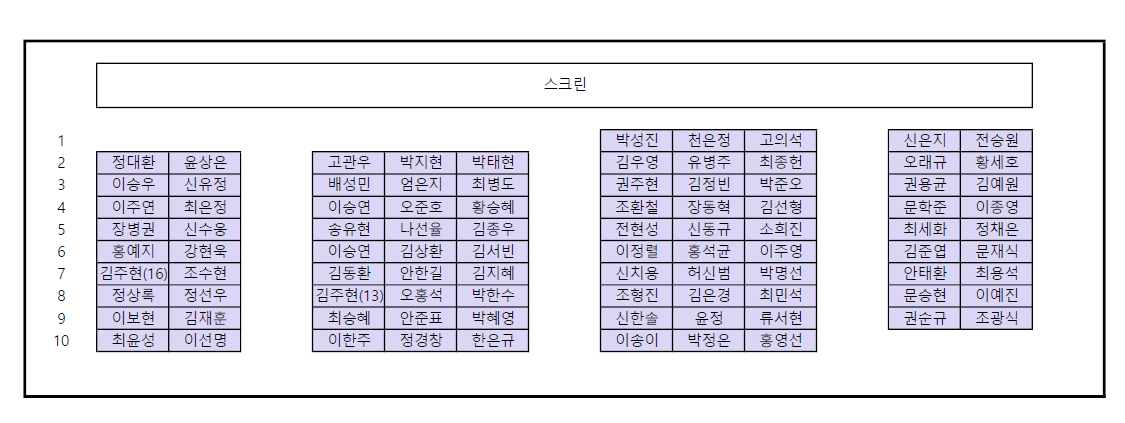 스크린
1 박성진 천은정 고의석 신은지 전승원
2 정대환 윤상은 고관우 박지현 박태현 김우영 유병주 최종헌 오래규 황세호
3 이승우 신유정 배성민 엄은지 최병도 권주현 김정빈 박준오 권용균 김예원
4 이주연 최은정 이승연 오준호 황승혜 조환철 장동혁 김선형 문학준 이종영
5 장병권 신수웅 송유현 나선율 김종우 전현성 신동규 소희진 최세화 정채은
6 홍예지 강현욱 이승연 김상환 김서빈 이정렬 홍석균 이주영 김준엽 문재식
7 김주현(16) 조수현 김동환 안한길 김지혜 신치용 허신범 박명선 안태환 최용석
8 정상록 정선우 김주현(13) 오홍석 박한수 조형진 김은경 최민석 문승현 이예진
9 이보현 김재훈 최승혜 안준표 박혜영 신한솔 윤정 류서현 권순규 조광식
10 최윤성 이선명 이한주 정경창 한은규 이송이 박정은 홍영선